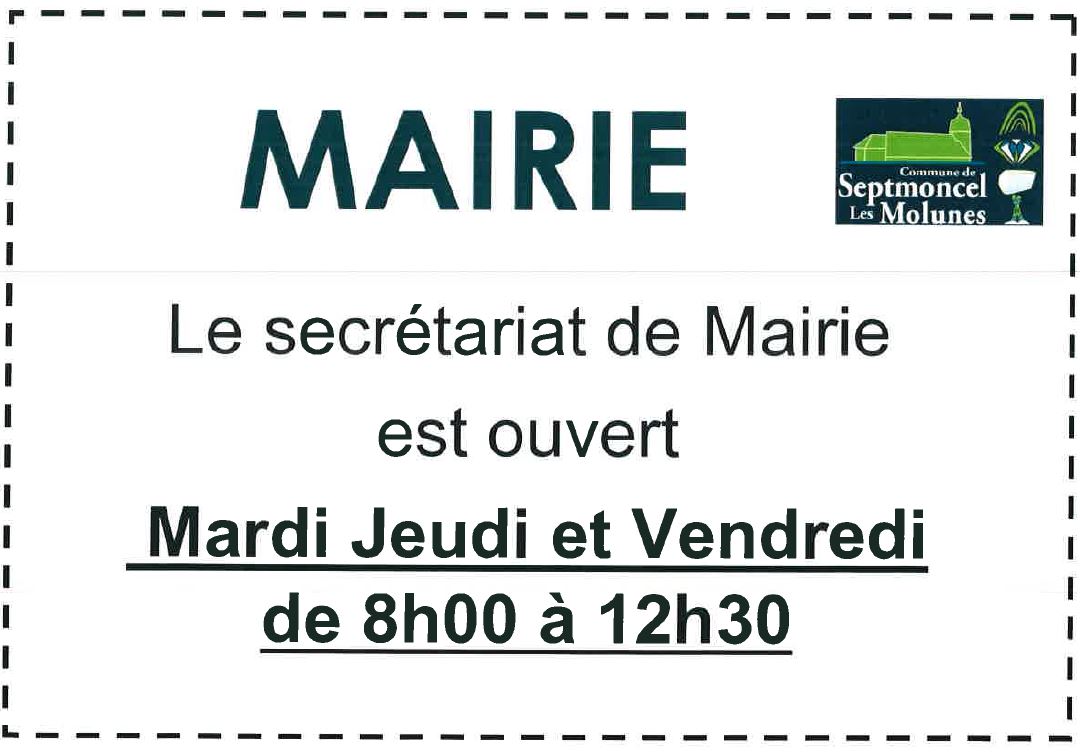 MAIRIE
Commune de
Septmoncel
Les Molunes
Le secrétariat de Mairie
est ouvert
Mardi Jeudi et Vendredi
de 8h00 à 12h30